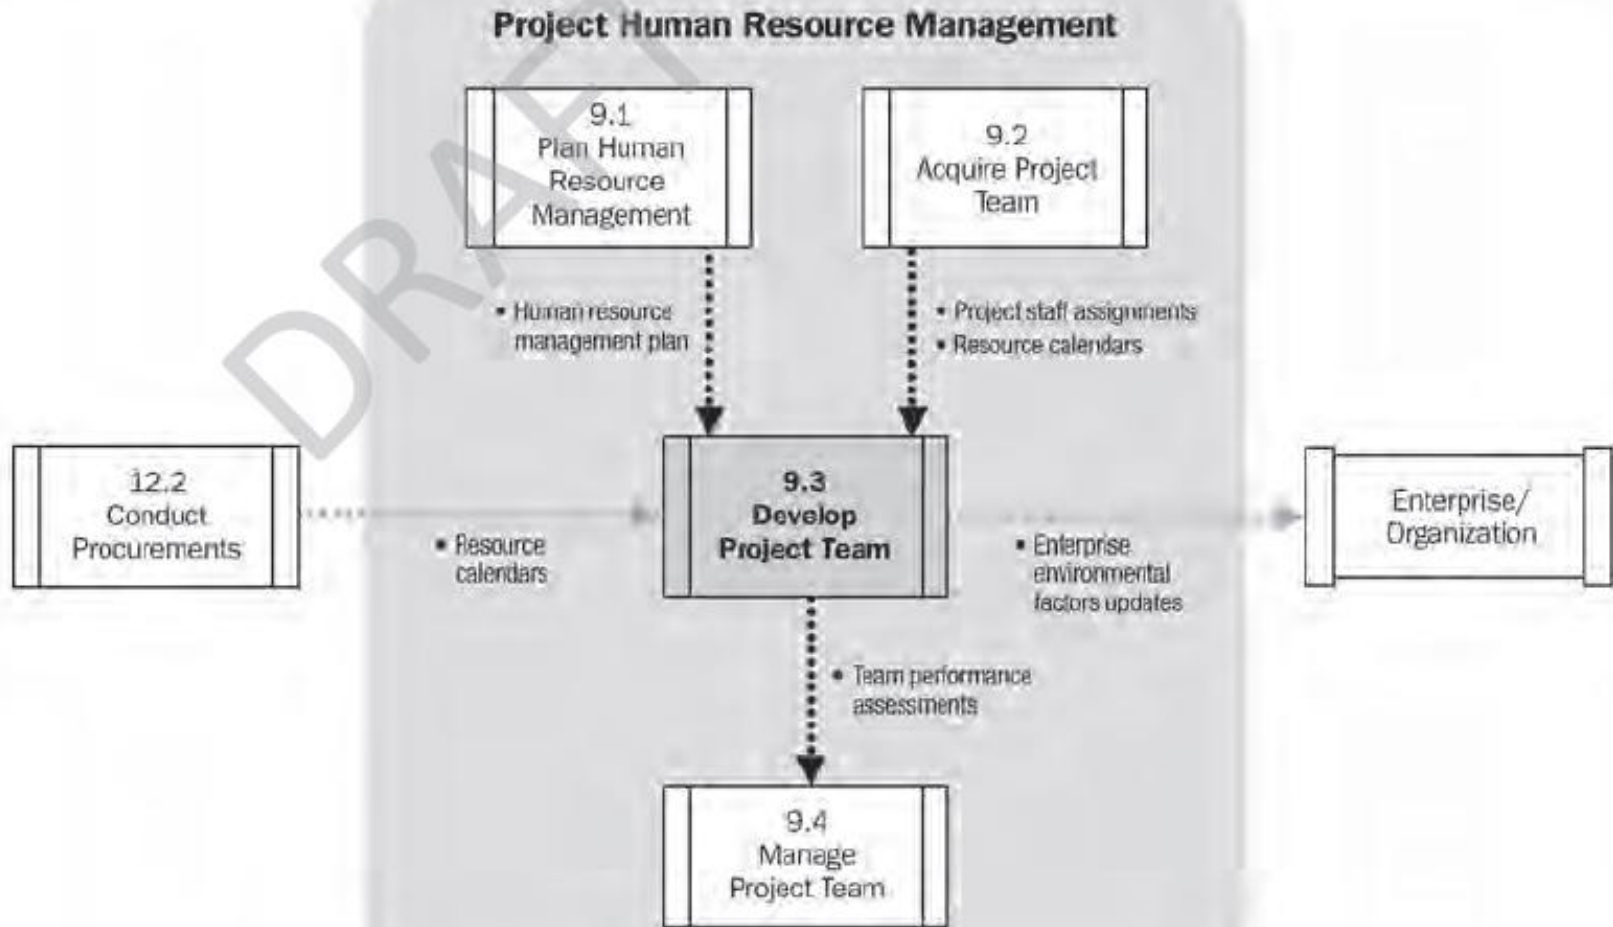 Project Human Resource Management
9.1
Plan Human
Resource
Management
9.2
Acquire Project
Team
• Human resource
management plan
• Project staff assignments
• Resource calendars
12.2
Conduct
Procurements
• Resource
calendars
9.3
Develop
Project Team
• Enterprise
environmental
factors updates
Enterprise/
Organization
• Team performance
assessments
9.4
Manage
Project Team
DRAFT